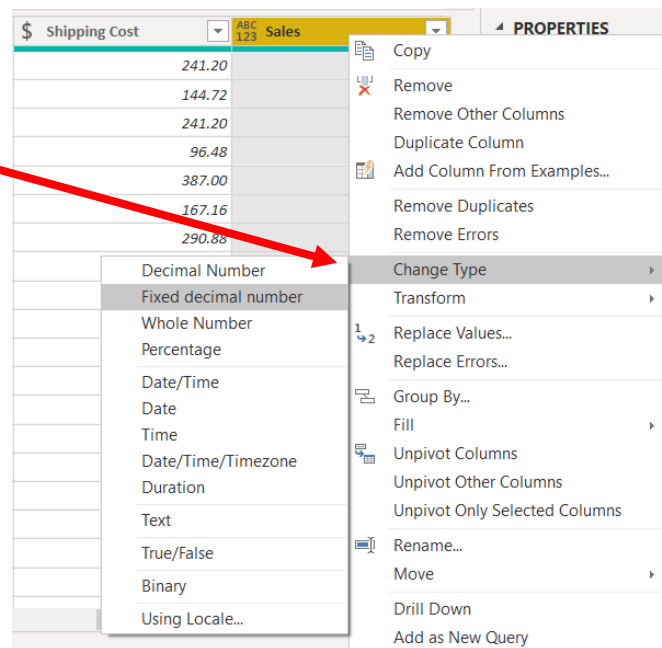 $ Shipping Cost
ABC
123 Sales
PROPERTIES
241.20
144.72
241.20
96.48
387.00
167.16
290.88
Copy
Remove
Remove Other Columns
Duplicate Column
Add Column From Examples...
Remove Duplicates
Remove Errors
Change Type
Transform
1
2
Replace Values...
Replace Errors...
Group By...
Fill
Unpivot Columns
Unpivot Other Columns
Unpivot Only Selected Columns
Rename...
Move
Drill Down
Add as New Query
Decimal Number
Fixed decimal number
Whole Number
Percentage
Date/Time
Date
Time
Date/Time/Timezone
Duration
Text
True/False
Binary
Using Locale...